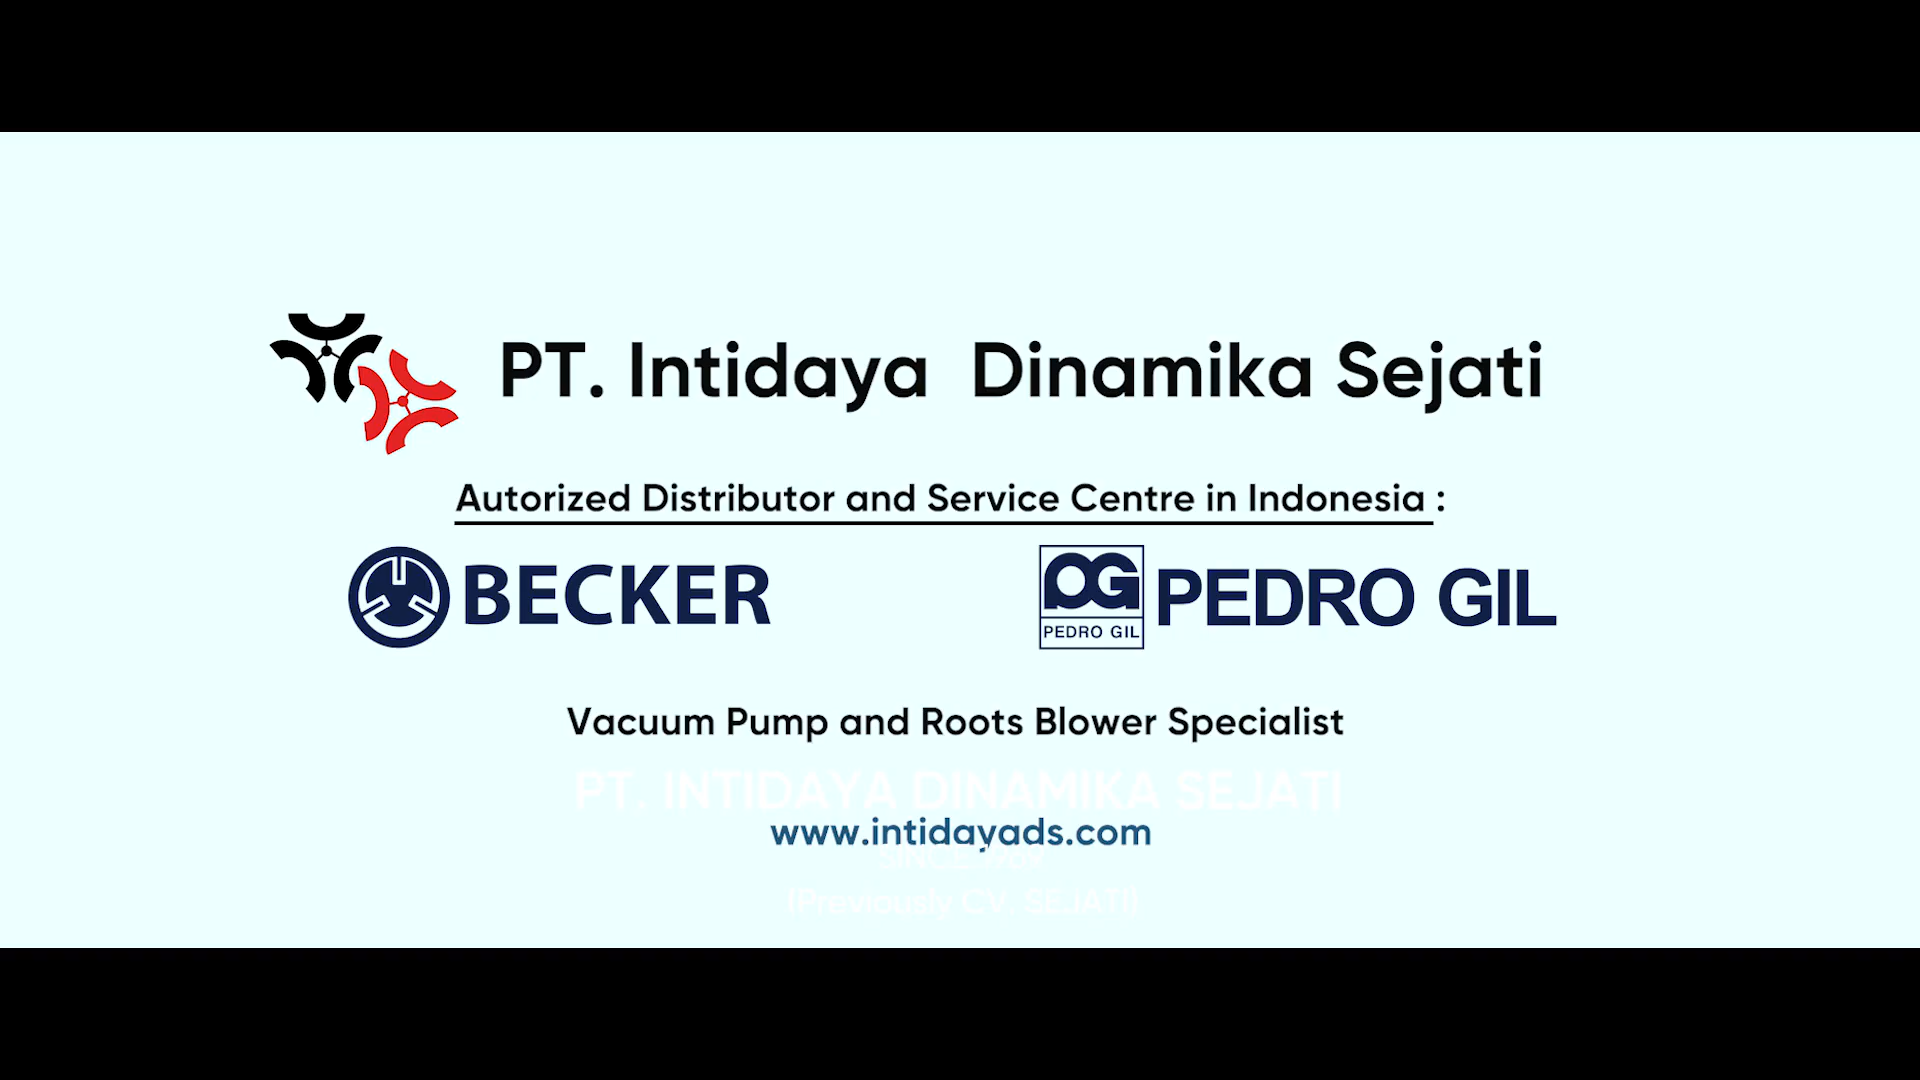 PT. Intidaya Dinamika Sejati
Autorized Distributor and Service Centre in Indonesia :
BECKER
PG
PEDRO GIL
PEDRO GIL
Vacuum Pump and Roots Blower Specialist
PT. INTIDAYA DINAMIKA SEJATI
www.intidayads.com
SINCE
(Previously CV. SEJATI)